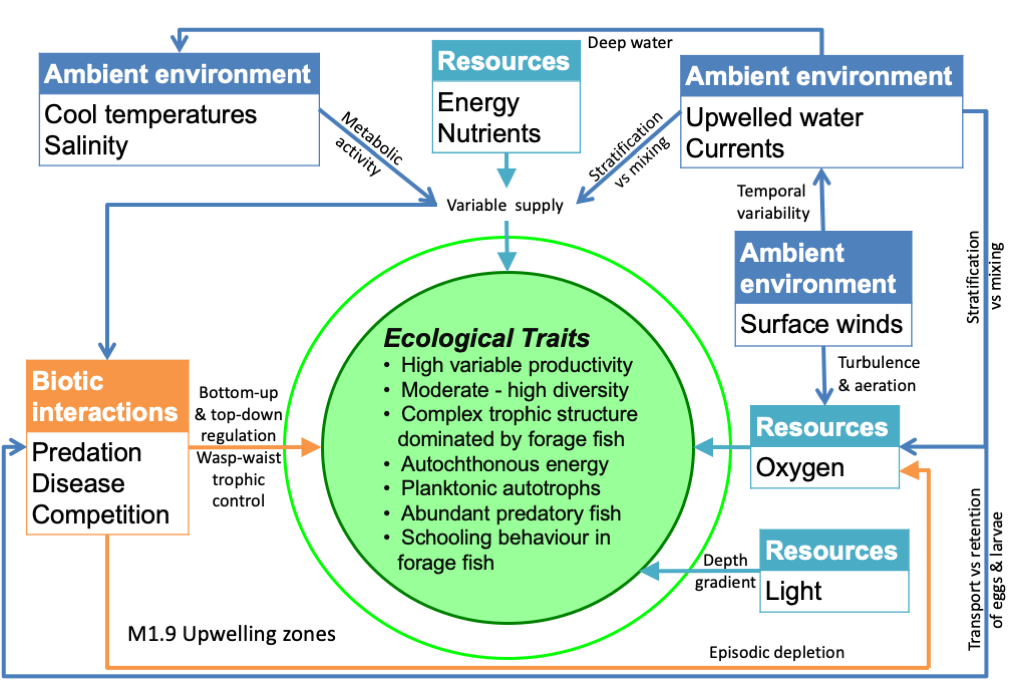 Deep water
Ambient environment
Cool temperatures
Salinity
Resources
Energy
Nutrients
Ambient environment
Upwelled water
Currents
Metabolic
activity
Stratification
vs mixing
Variable supply
Temporal
variability
Ambient
environment
Surface winds
Stratification
vs mixing
Turbulence
& aeration
Ecological Traits
• High variable productivity
• Moderate - high diversity
• Complex trophic structure
dominated by forage fish
• Autochthonous energy
• Planktonic autotrophs
• Abundant predatory fish
• Schooling behaviour in
forage fish
Biotic
interactions
Predation
Disease
Competition
Bottom-up
& top-down
regulation
Wasp-waist
trophic
control
Resources
Oxygen
Resources
Light
Depth
gradient
Transport vs retention
of eggs & larvae
M1.9 Upwelling zones
Episodic depletion